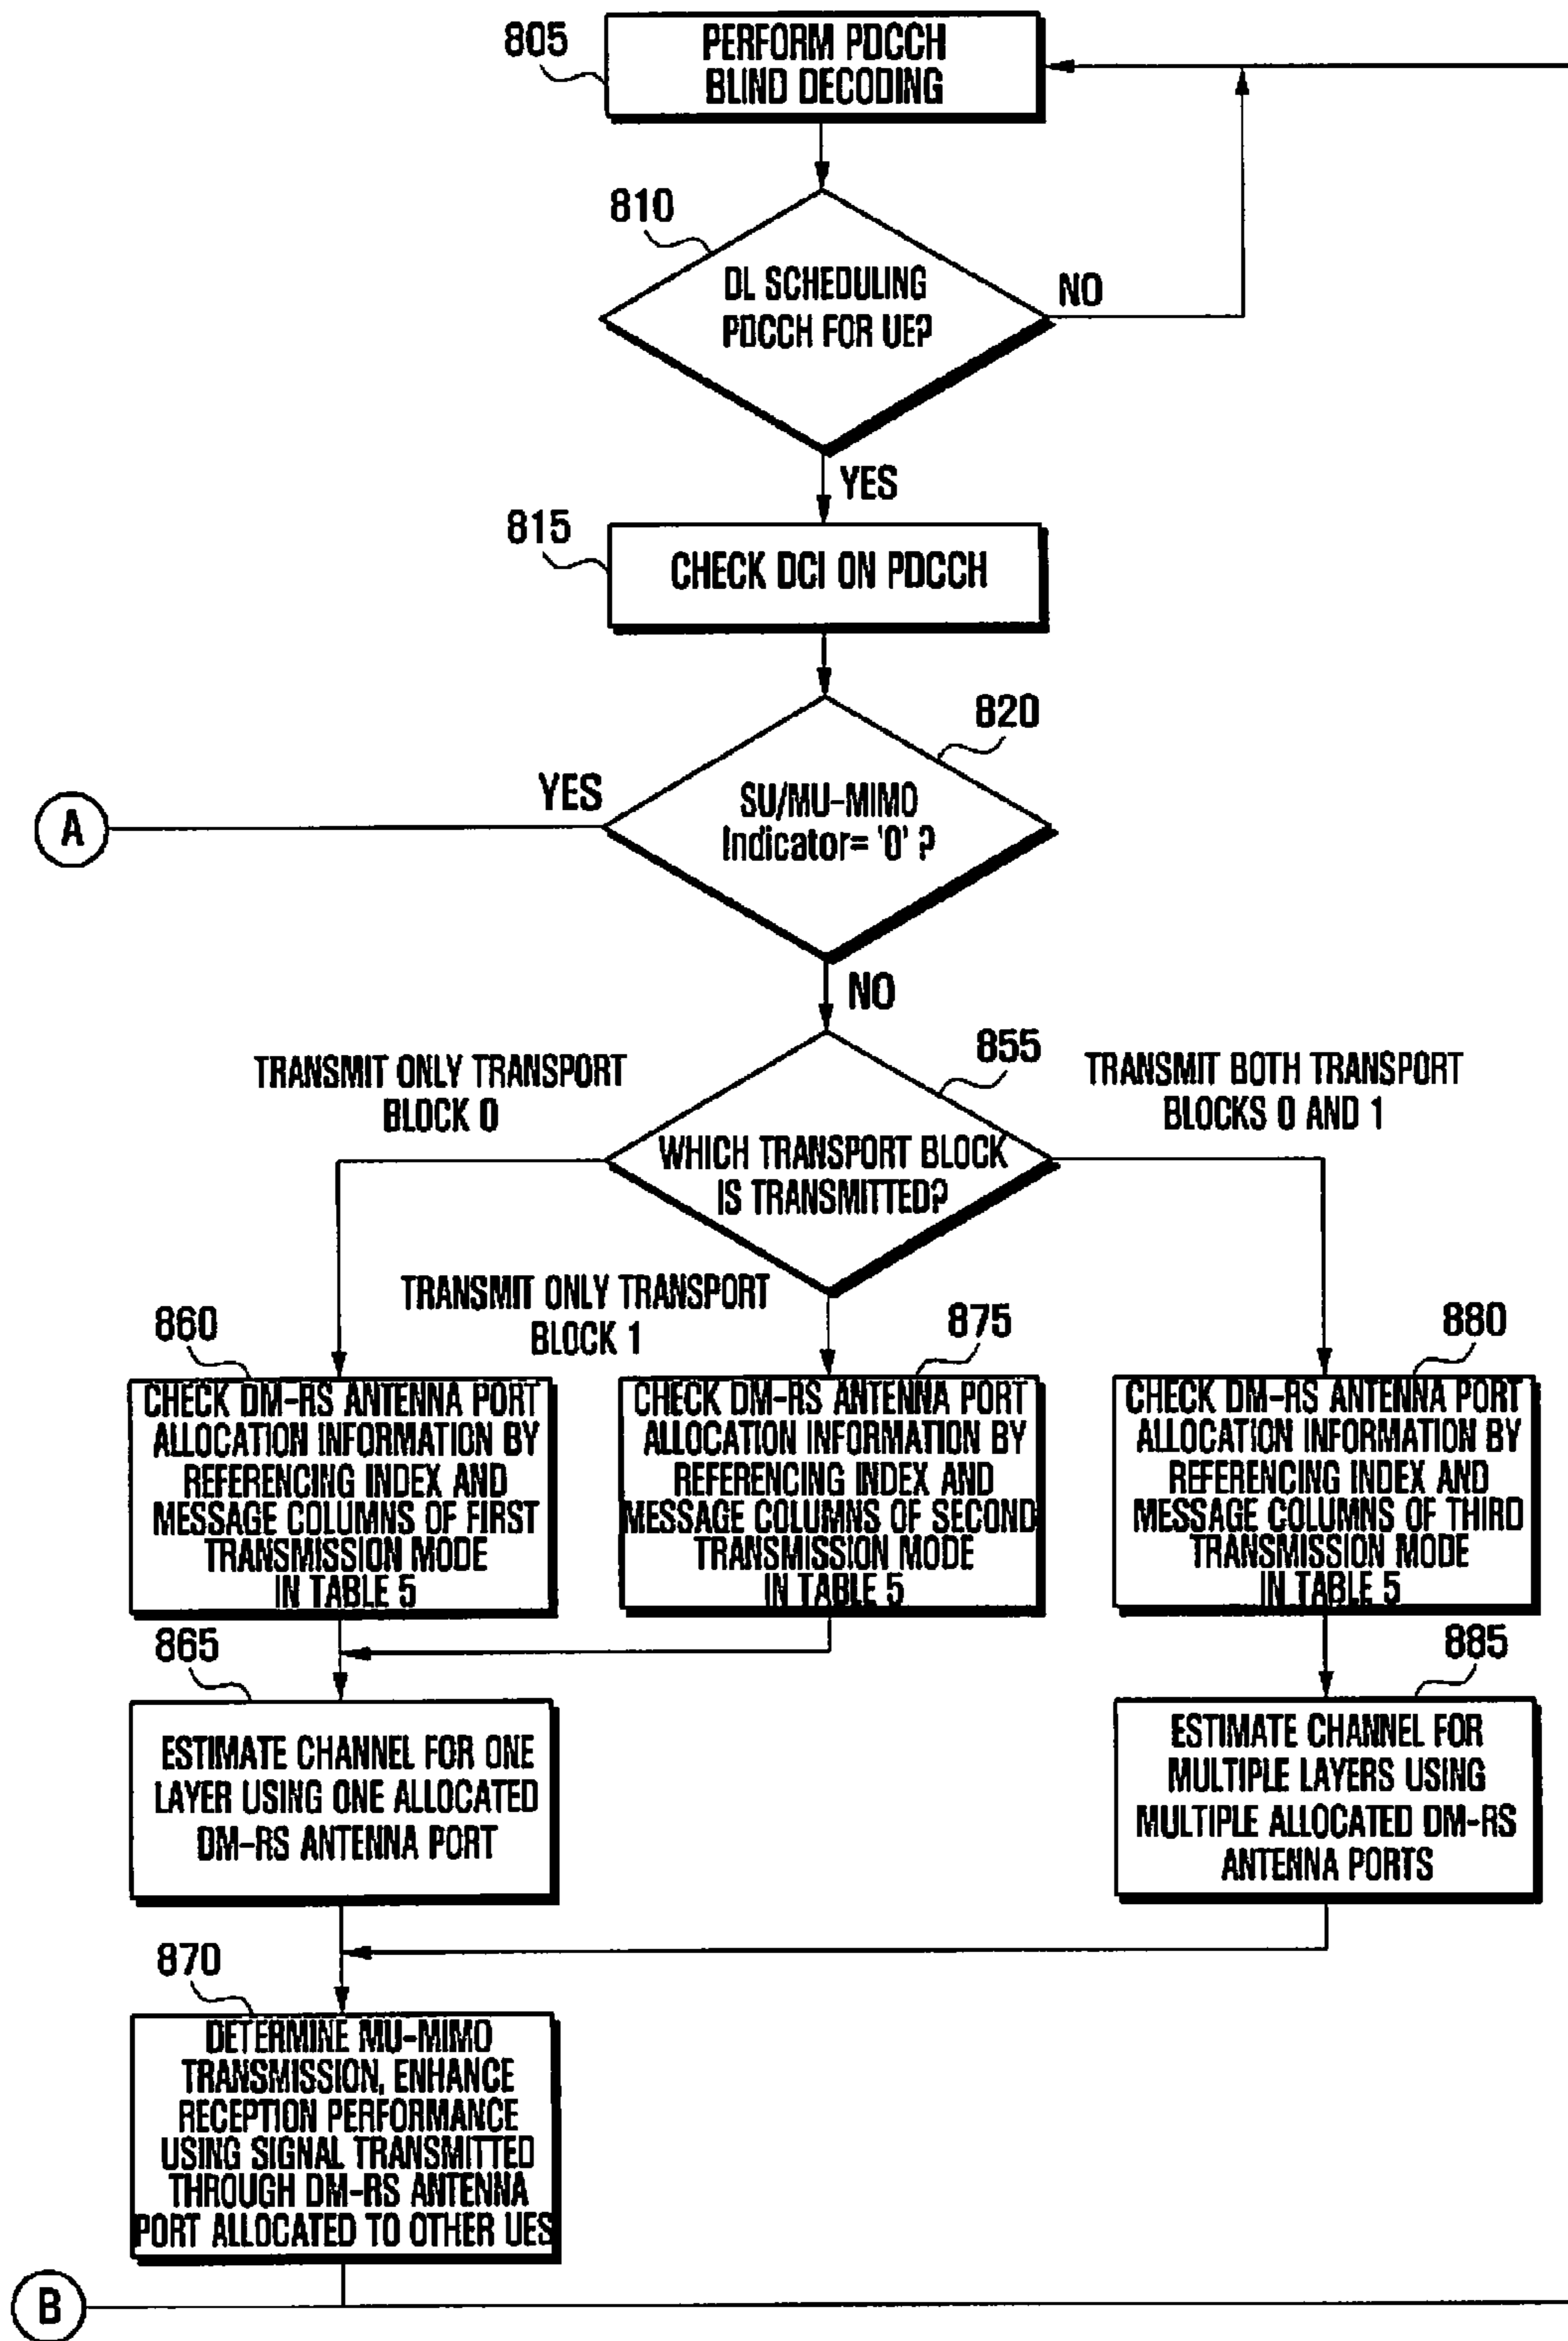 805
PERFORM PDCCH
BLIND DECODING
810
DL SCHEDULING
PDCCH FOR UE?
NO
YES
815
CHECK DCI ON PDCCH
820
YES
SU/MU-MIMO
Indicator= '0' ?
A
NO
855
TRANSMIT ONLY TRANSPORT
BLOCK 0
TRANSMIT BOTH TRANSPORT
BLOCKS 0 AND 1
WHICH TRANSPORT BLOCK
IS TRANSMITTED?
TRANSMIT ONLY TRANSPORT
BLOCK 1
860
CHECK DM-RS ANTENNA PORT
ALLOCATION INFORMATION BY
REFERENCING INDEX AND
MESSAGE COLUMNS OF FIRST
TRANSMISSION MODE
IN TABLE 5
875
CHECK DM-RS ANTENNA PORT
ALLOCATION INFORMATION BY
REFERENCING INDEX AND
MESSAGE COLUMNS OF SECOND
TRANSMISSION MODE
IN TABLE 5
880
CHECK DM-RS ANTENNA PORT
ALLOCATION INFORMATION BY
REFERENCING INDEX AND
MESSAGE COLUMNS OF THIRD
TRANSMISSION MODE
IN TABLE 5
865
ESTIMATE CHANNEL FOR ONE
LAYER USING ONE ALLOCATED
DM-RS ANTENNA PORT
885
ESTIMATE CHANNEL FOR
MULTIPLE LAYERS USING
MULTIPLE ALLOCATED DM-RS
ANTENNA PORTS
870
DETERMINE MU-MIMO
TRANSMISSION, ENHANCE
RECEPTION PERFORMANCE
USING SIGNAL TRANSMITTED
THROUGH DM-RS ANTENNA
PORT ALLOCATED TO OTHER UES
B